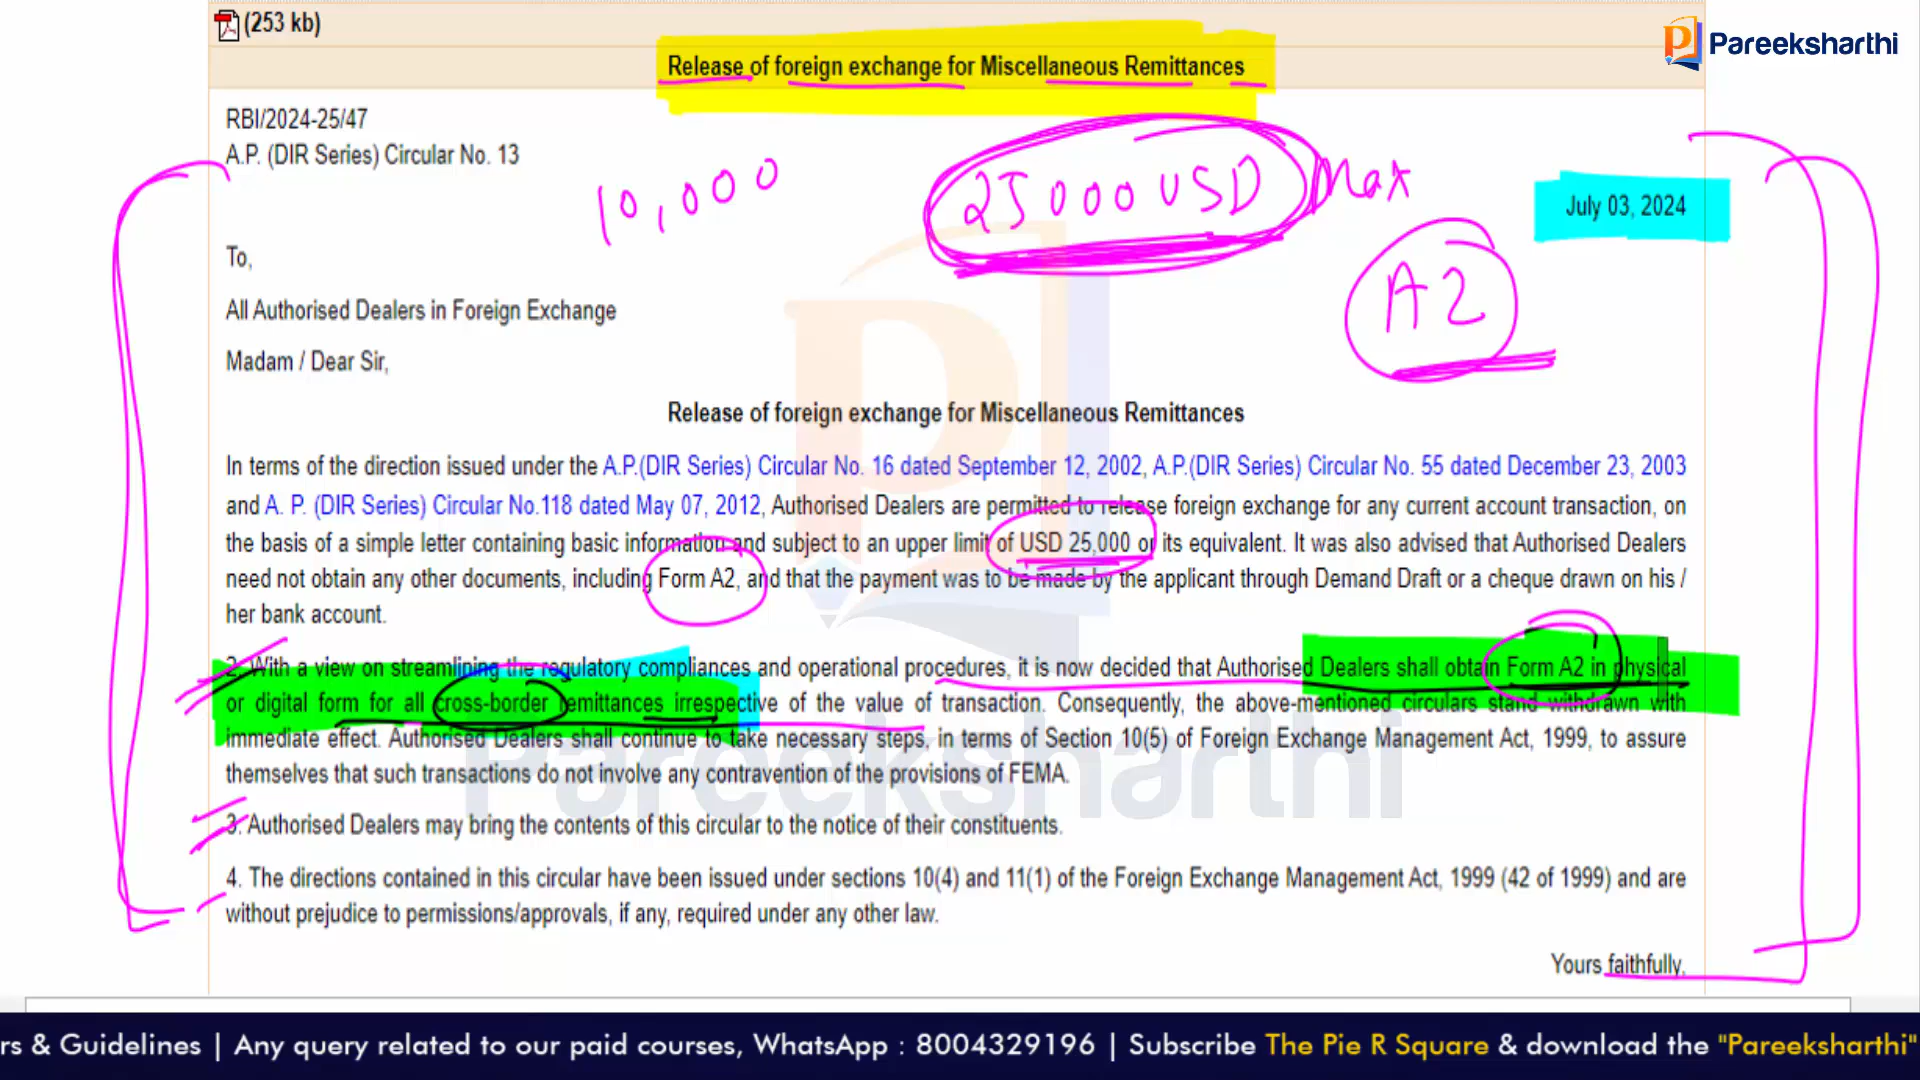 (253 kb)
Pareeksharthi
Release of foreign exchange for Miscellaneous Remittances
RBI/2024-25/47
A.P. (DIR Series) Circular No. 13
10,000
25000 USD Max
July 03, 2024
A2
To,
All Authorised Dealers in Foreign Exchange
Madam / Dear Sir,
Release of foreign exchange for Miscellaneous Remittances
In terms of the direction issued under the A.P.(DIR Series) Circular No. 16 dated September 12, 2002, A.P.(DIR Series) Circular No. 55 dated December 23, 2003
and A. P. (DIR Series) Circular No.118 dated May 07, 2012, Authorised Dealers are permitted to release foreign exchange for any current account transaction, on
the basis of a simple letter containing basic information and subject to an upper limit of USD 25,000 or its equivalent. It was also advised that Authorised Dealers
need not obtain any other documents, including Form A2, and that the payment was to be made by the applicant through Demand Draft or a cheque drawn on his /
her bank account.
2. With a view on streamlining the regulatory compliances and operational procedures, it is now decided that Authorised Dealers shall obtain Form A2 in physical
or digital form for all cross-border remittances irrespective of the value of transaction. Consequently, the above-mentioned circulars stand withdrawn with
immediate effect. Authorised Dealers shall continue to take necessary steps, in terms of Section 10(5) of Foreign Exchange Management Act, 1999, to assure
themselves that such transactions do not involve any contravention of the provisions of FEMA.
Pareeksharthi
3. Authorised Dealers may bring the contents of this circular to the notice of their constituents.
4. The directions contained in this circular have been issued under sections 10(4) and 11(1) of the Foreign Exchange Management Act, 1999 (42 of 1999) and are
without prejudice to permissions/approvals, if any, required under any other law.
Yours faithfully,
rs & Guidelines | Any query related to our paid courses, WhatsApp : 8004329196 | Subscribe The Pie R Square & download the "Pareeksharthi"